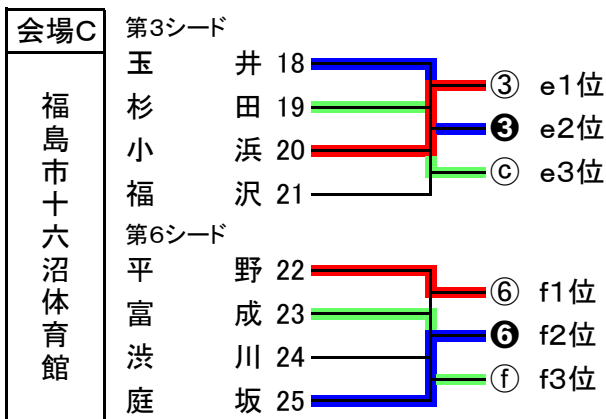 会場C
福島市十六沼体育館
第3シード
玉井 18
杉田 19
小浜 20
福沢 21
③ e1位
❸ e2位
ⓒ e3位
第6シード
平野 22
富成 23
渋川 24
庭坂 25
⑥ f1位
❻ f2位
ⓕ f3位